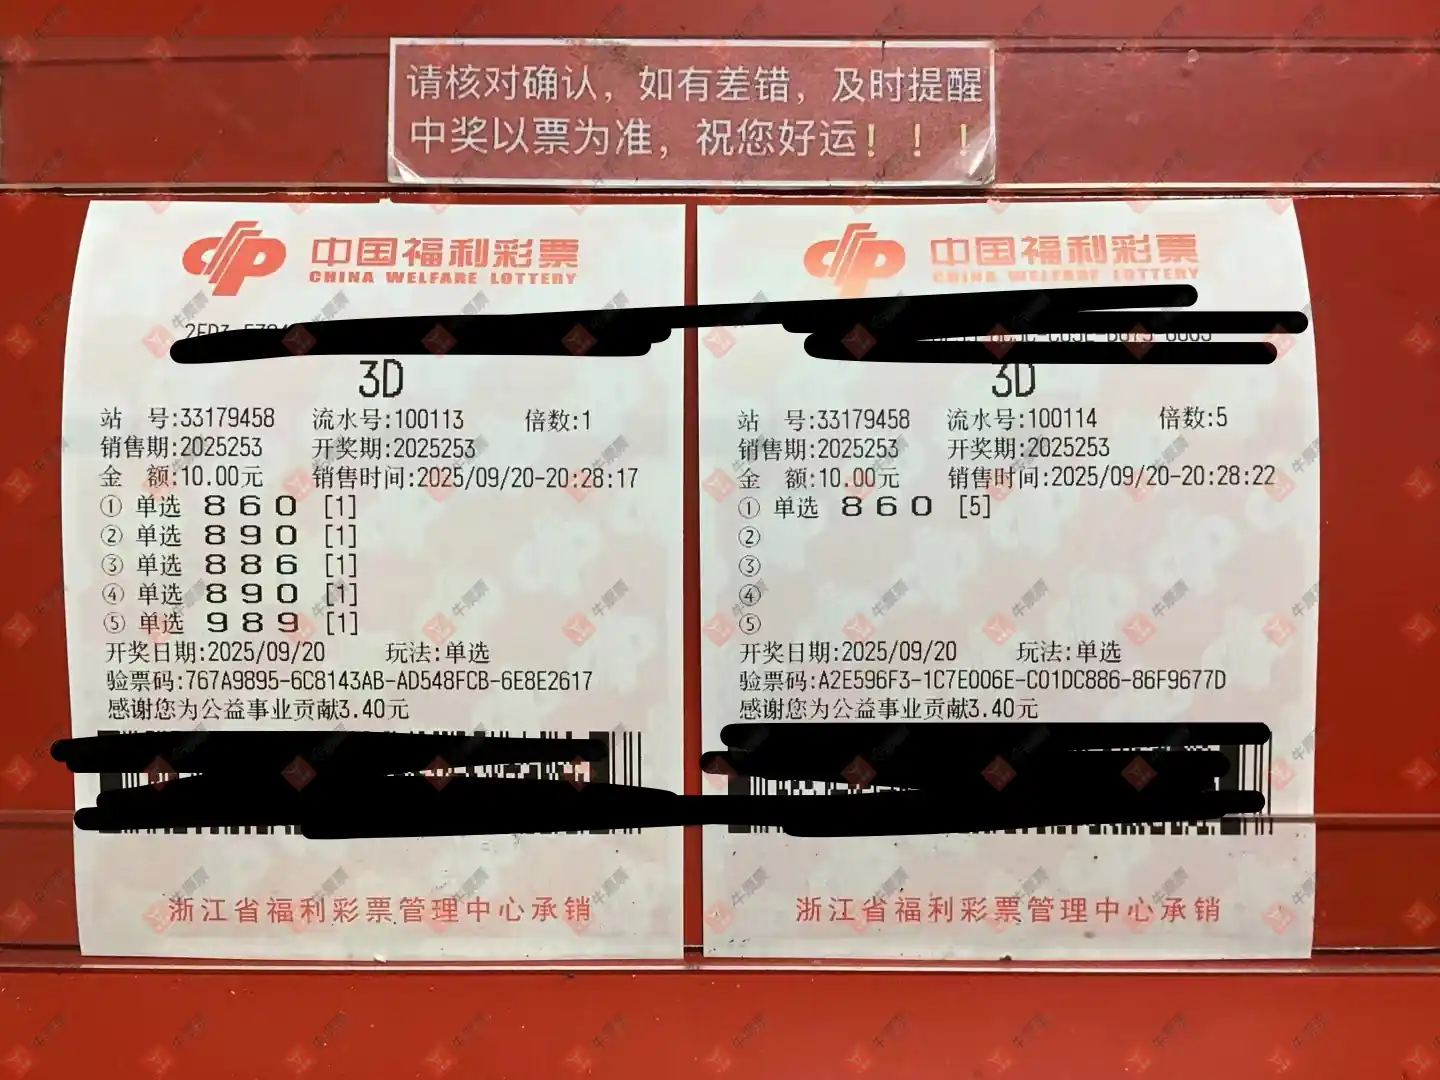 请核对确认，如有差错，及时提醒
中奖以票为准，祝您好运！！！
中国福利彩票
CHINA WELFARE LOTTERY
3D
站 号:33179458 流水号:100113 倍数:1
销售期:2025253 开奖期:2025253
金 额:10.00元 销售时间:2025/09/20-20:28:17
① 单选 8 6 0 [1]
② 单选 8 9 0 [1]
③ 单选 8 8 6 [1]
④ 单选 8 9 0 [1]
⑤ 单选 9 8 9 [1]
开奖日期:2025/09/20 玩法:单选
验票码:767A9895-6C8143AB-AD548FCB-6E8E2617
感谢您为公益事业贡献3.40元
浙江省福利彩票管理中心承销
中国福利彩票
CHINA WELFARE LOTTERY
3D
站 号:33179458 流水号:100114 倍数:5
销售期:2025253 开奖期:2025253
金 额:10.00元 销售时间:2025/09/20-20:28:22
① 单选 8 6 0 [5]
②
③
④
⑤
开奖日期:2025/09/20 玩法:单选
验票码:A2E596F3-1C7E006E-C01DC886-86F9677D
感谢您为公益事业贡献3.40元
浙江省福利彩票管理中心承销